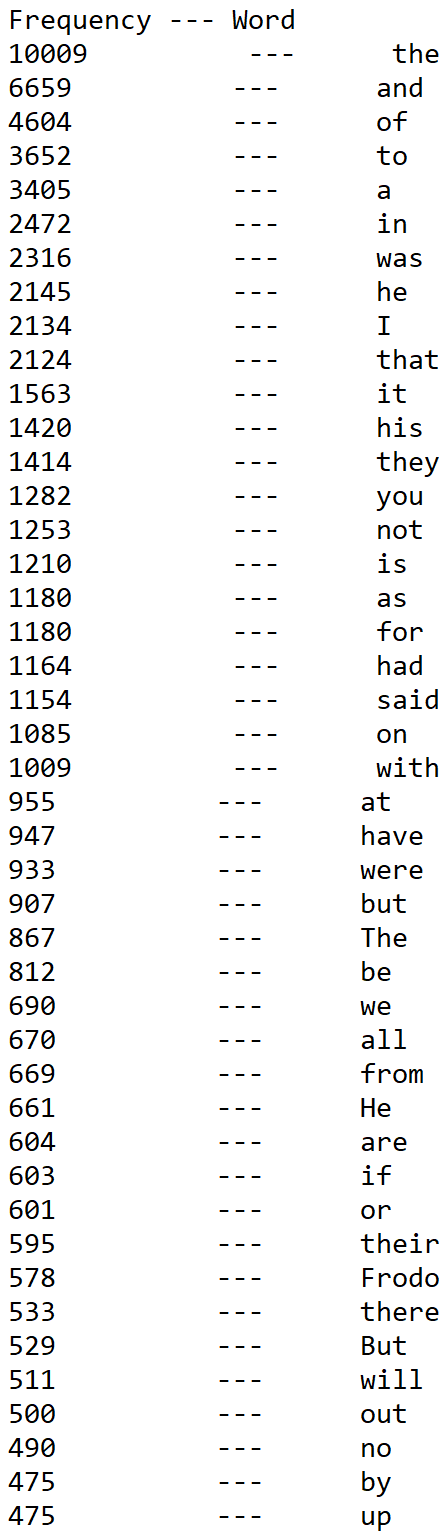 Frequency --- Word
10009 --- the
6659 --- and
4604 --- of
3652 --- to
3405 --- a
2472 --- in
2316 --- was
2145 --- he
2134 --- I
2124 --- that
1563 --- it
1420 --- his
1414 --- they
1282 --- you
1253 --- not
1210 --- is
1180 --- as
1180 --- for
1164 --- had
1154 --- said
1085 --- on
1009 --- with
955 --- at
947 --- have
933 --- were
907 --- but
867 --- The
812 --- be
690 --- we
670 --- all
669 --- from
661 --- He
604 --- are
603 --- if
601 --- or
595 --- their
578 --- Frodo
533 --- there
529 --- But
511 --- will
500 --- out
490 --- no
475 --- by
475 --- up